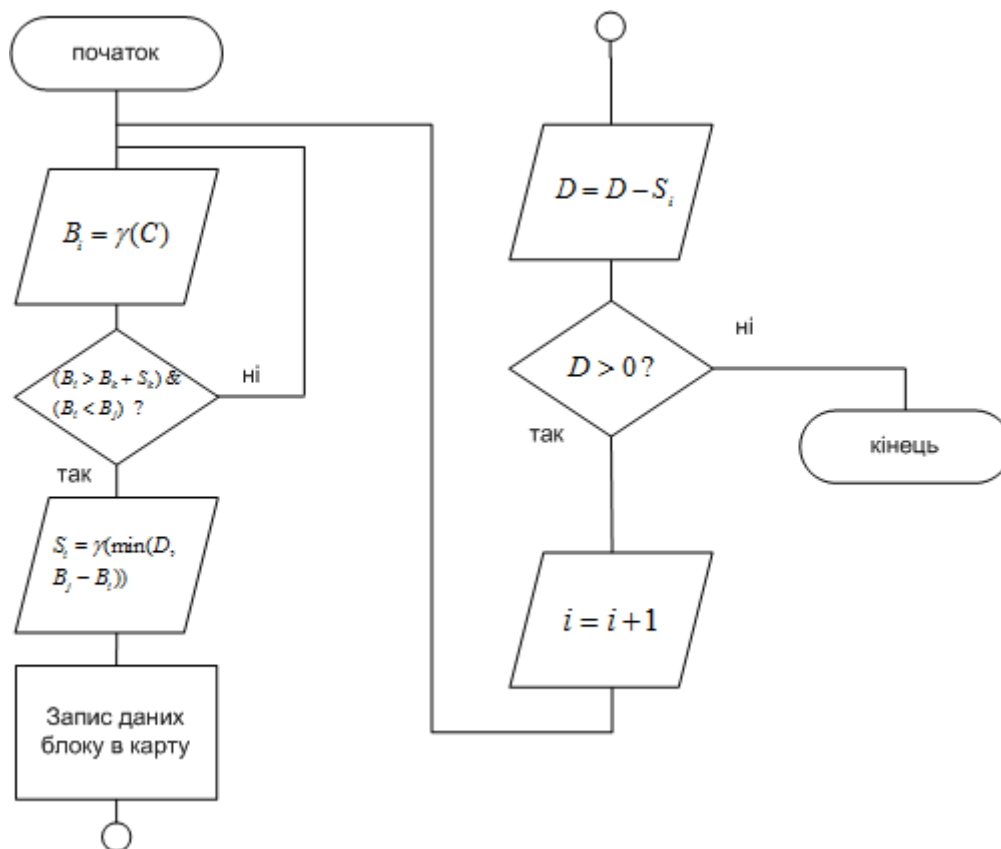 початок
B_i = γ(C)
(B_i > B_k + S_k) &
(B_i < B_j) ?
ні
так
S_i = γ(min(D,
B_j − B_i))
Запис даних
блоку в карту
D = D − S_i
D > 0 ?
ні
так
кінець
i = i + 1